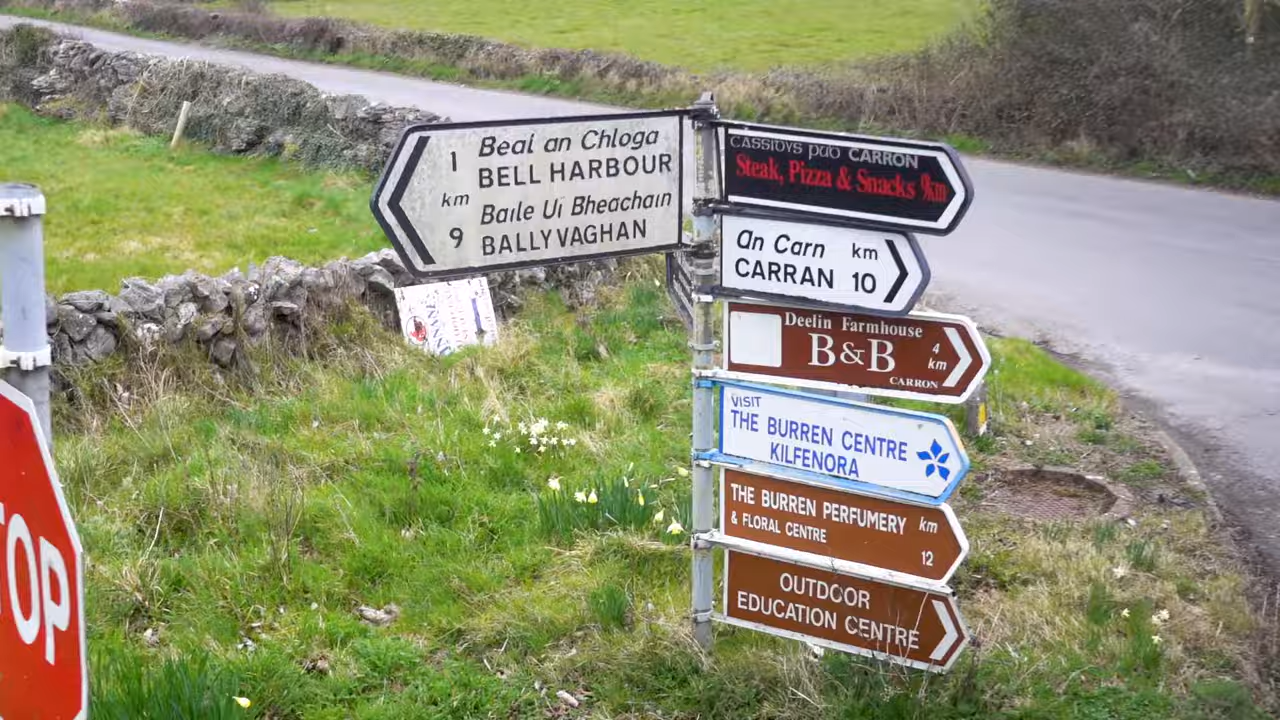 1 Beal an Chloga
BELL HARBOUR
km Baile Uí Bheachain
9 BALLYVAGHAN
CASSIDYS PUB CARRON
Steak, Pizza & Snacks 9km
An Carn km
CARRAN 10
Deelin Farmhouse
B&B 4 km
CARRON
VISIT
THE BURREN CENTRE
KILFENORA
THE BURREN PERFUMERY km
& FLORAL CENTRE 12
OUTDOOR
EDUCATION CENTRE
TOP